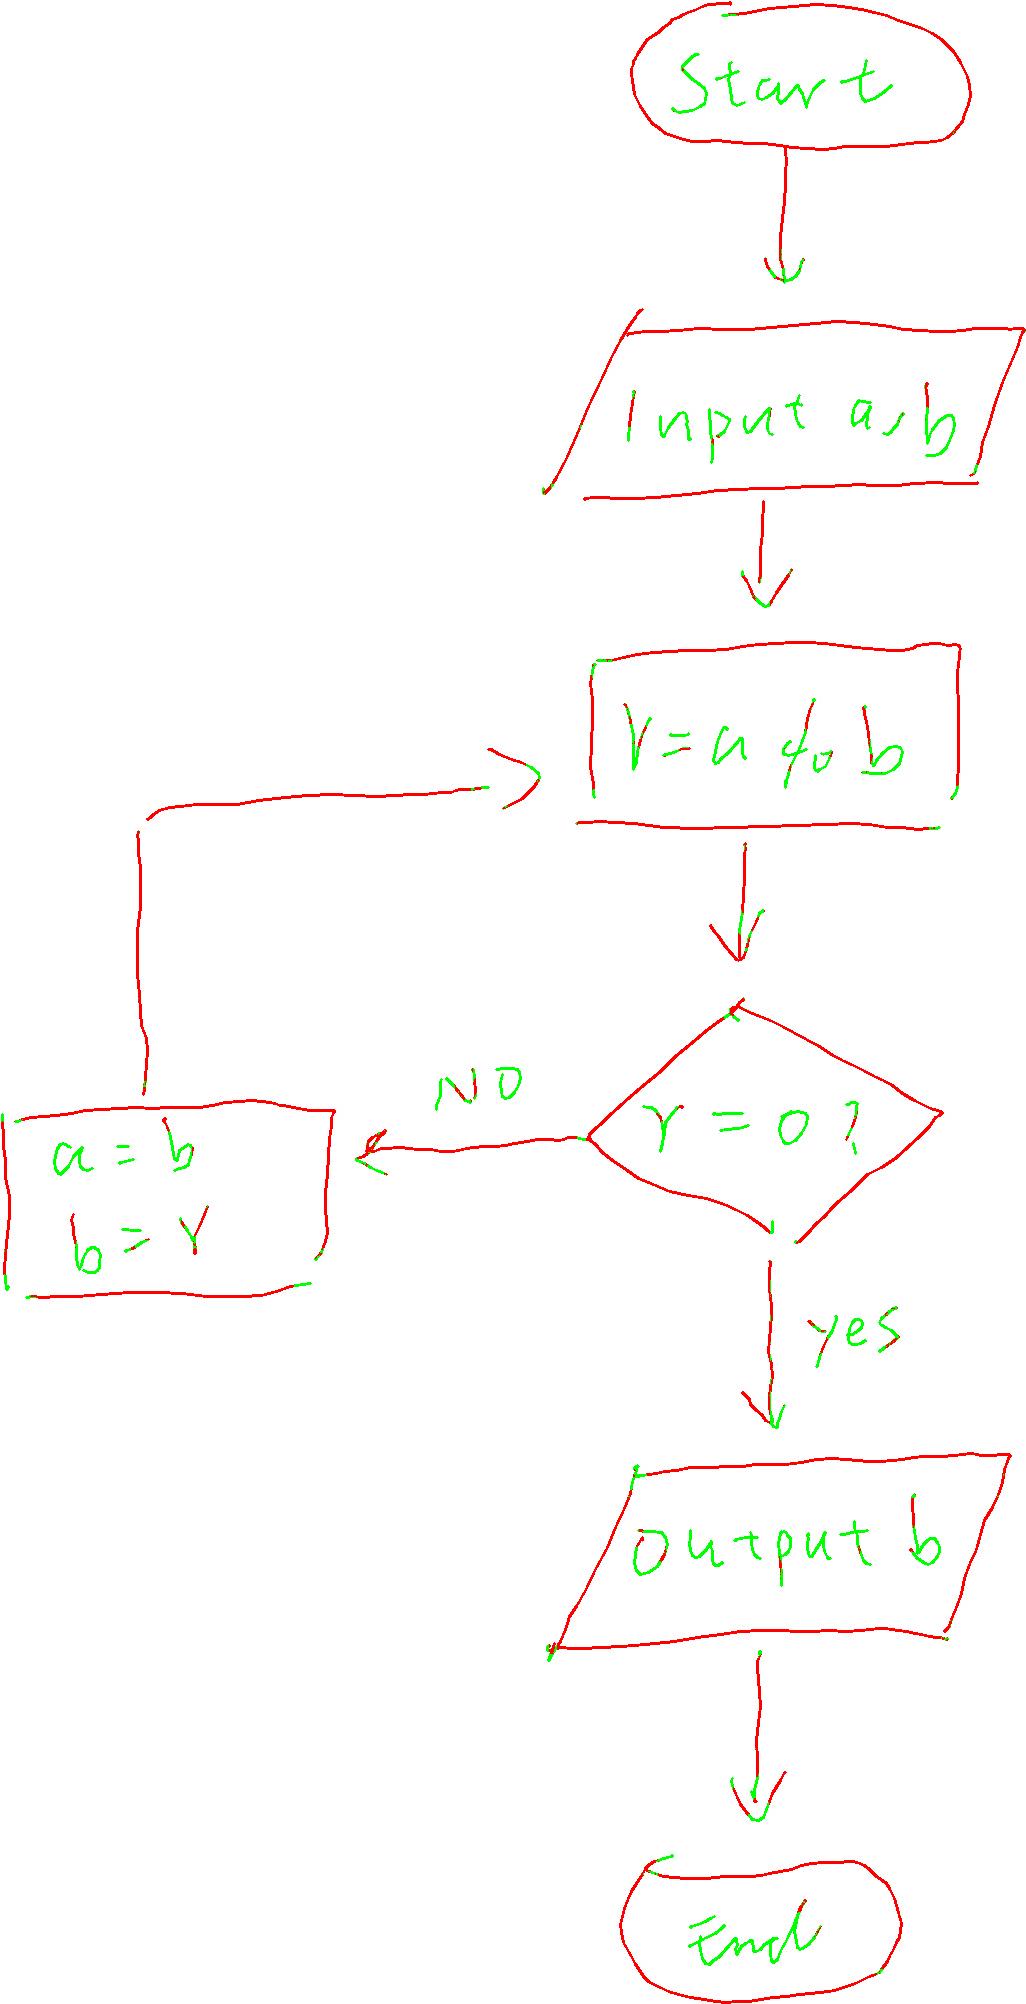 Start
Input a, b
r = a % b
NO
r = 0 ?
a = b
b = r
yes
Output b
End